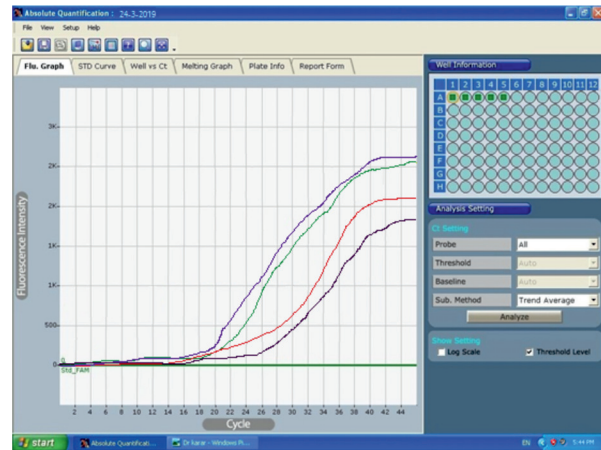 Absolute Quantification : 24-3-2019
File View Setup Help
Flu. Graph STD Curve Well vs Ct Melting Graph Plate Info Report Form
Fluorescence Intensity
3K-
2K-
2K-
1K-
1K-
500-
0
Std_FAM
2 4 6 8 10 12 14 16 18 20 22 24 26 28 30 32 34 36 38 40 42 44
Cycle
Well Information
1 2 3 4 5 6 7 8 9 10 11 12
A
B
C
D
E
F
G
H
Analysis Setting
Ct Setting
Probe All
Threshold Auto
Baseline Auto
Sub. Method Trend Average
Analyze
Show Setting
Log Scale Threshold Level
start Absolute Quantificati... Dr karar - Windows Pi... EN 5:44 PM